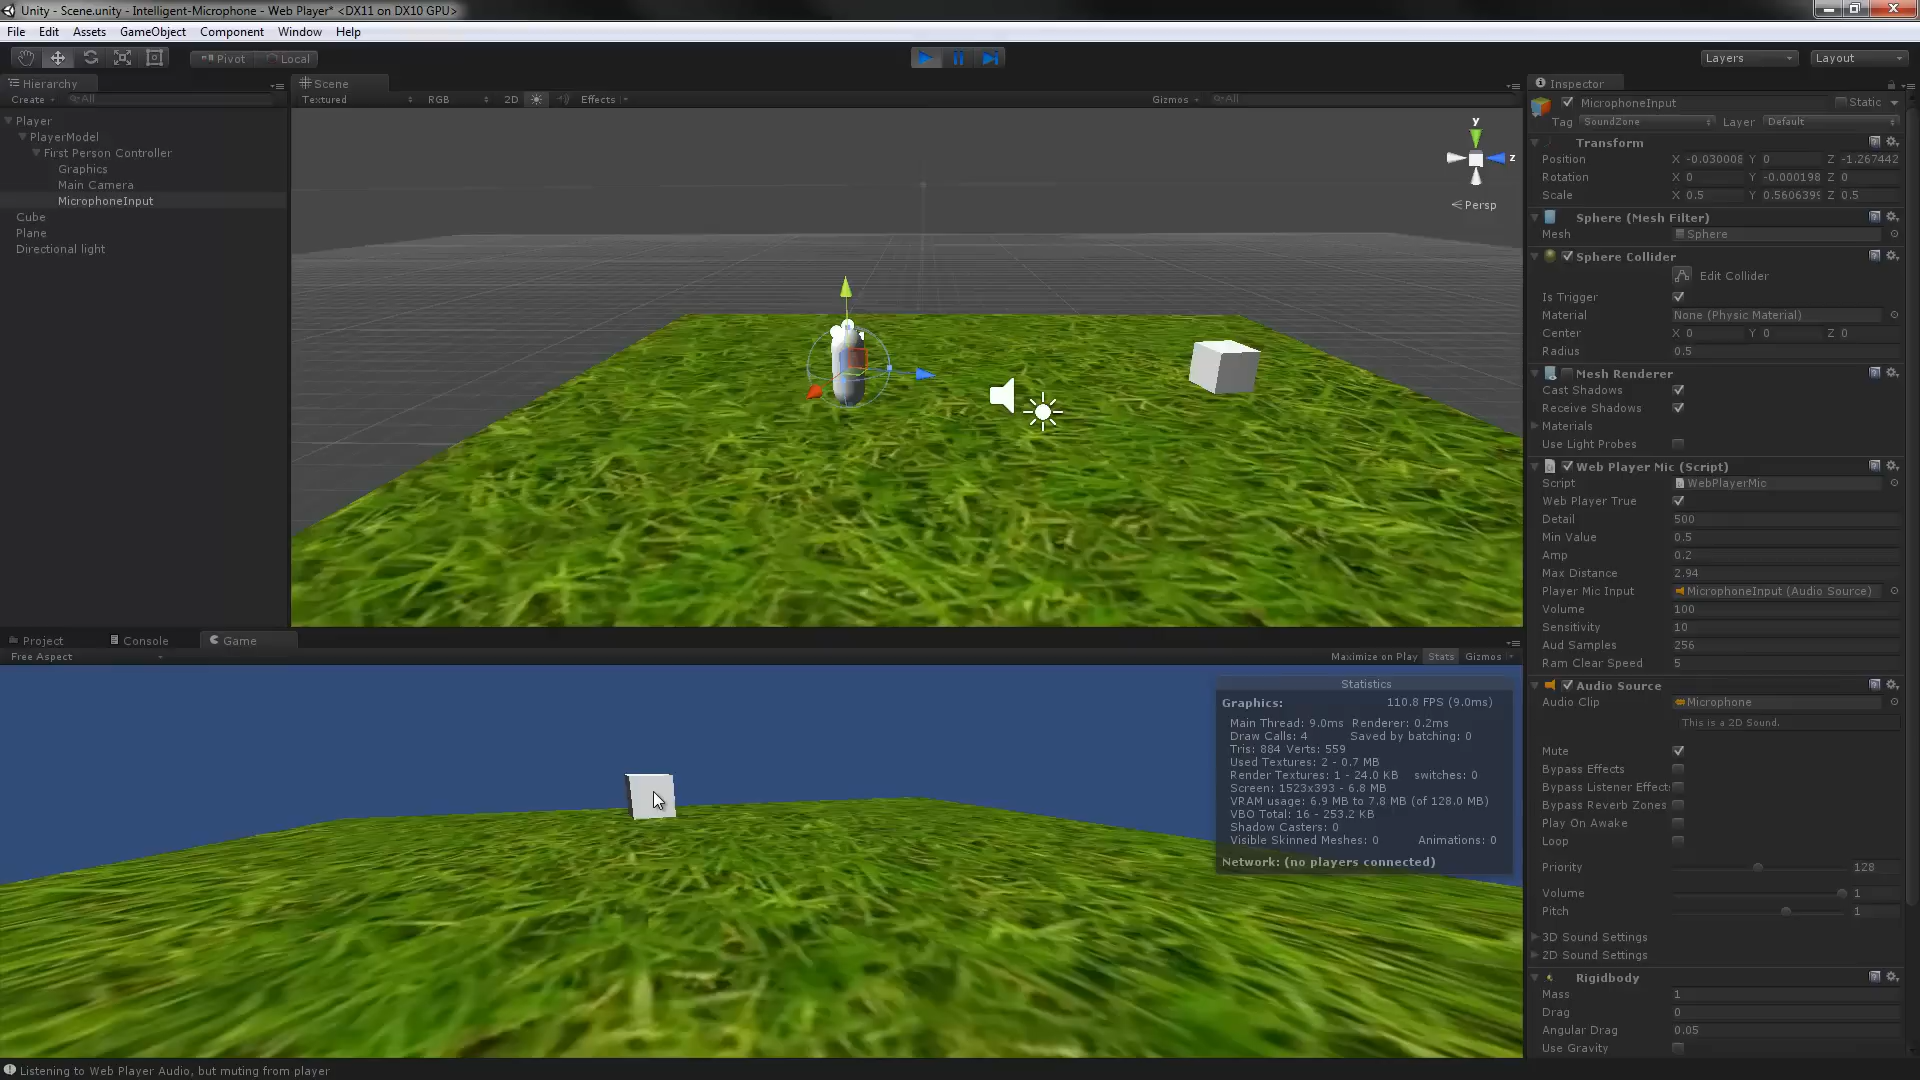 Unity - Scene.unity - Intelligent-Microphone - Web Player* <DX11 on DX10 GPU>
File Edit Assets GameObject Component Window Help
Pivot Local Layers Layout
Hierarchy
Create All
Player
PlayerModel
First Person Controller
Graphics
Main Camera
MicrophoneInput
Cube
Plane
Directional light
Scene
Textured RGB 2D Effects Gizmos All
y
z
Persp
Project Console Game
Free Aspect Maximize on Play Stats Gizmos
Statistics
Graphics: 110.8 FPS (9.0ms)
Main Thread: 9.0ms Renderer: 0.2ms
Draw Calls: 4 Saved by batching: 0
Tris: 884 Verts: 559
Used Textures: 2 - 0.7 MB
Render Textures: 1 - 24.0 KB switches: 0
Screen: 1523x393 - 6.8 MB
VRAM usage: 6.9 MB to 7.8 MB (of 128.0 MB)
VBO Total: 16 - 253.2 KB
Shadow Casters: 0
Visible Skinned Meshes: 0 Animations: 0
Network: (no players connected)
Inspector
MicrophoneInput Static
Tag SoundZone Layer Default
Transform
Position X -0.030008 Y 0 Z -1.267442
Rotation X 0 Y -0.000198 Z 0
Scale X 0.5 Y 0.5606399 Z 0.5
Sphere (Mesh Filter)
Mesh Sphere
Sphere Collider
Edit Collider
Is Trigger
Material None (Physic Material)
Center X 0 Y 0 Z 0
Radius 0.5
Mesh Renderer
Cast Shadows
Receive Shadows
Materials
Use Light Probes
Web Player Mic (Script)
Script WebPlayerMic
Web Player True
Detail 500
Min Value 0.5
Amp 0.2
Max Distance 2.94
Player Mic Input MicrophoneInput (Audio Source)
Volume 100
Sensitivity 10
Aud Samples 256
Ram Clear Speed 5
Audio Source
Audio Clip Microphone
This is a 2D Sound.
Mute
Bypass Effects
Bypass Listener Effects
Bypass Reverb Zones
Play On Awake
Loop
Priority 128
Volume 1
Pitch 1
3D Sound Settings
2D Sound Settings
Rigidbody
Mass 1
Drag 0
Angular Drag 0.05
Use Gravity
Listening to Web Player Audio, but muting from player